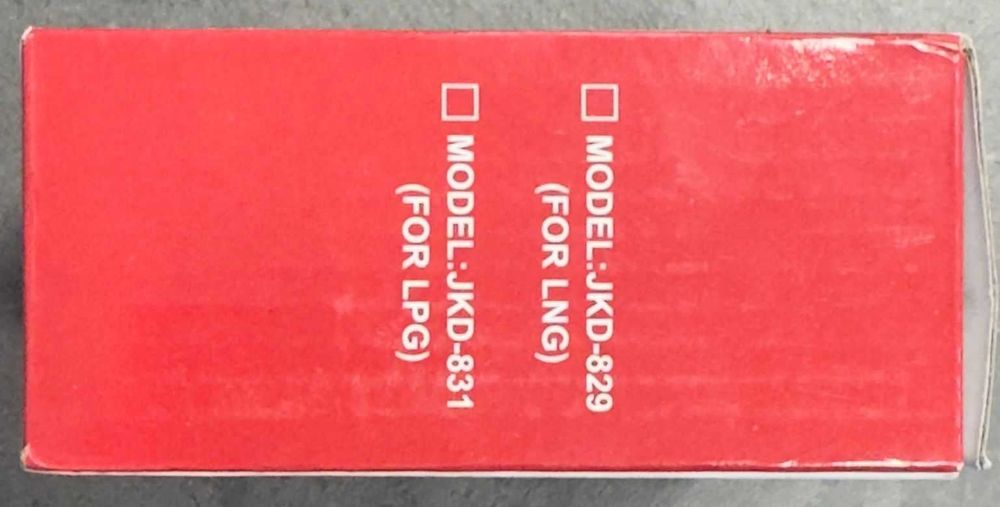 ☐ MODEL:JKD-829
(FOR LNG)
☐ MODEL:JKD-831
(FOR LPG)